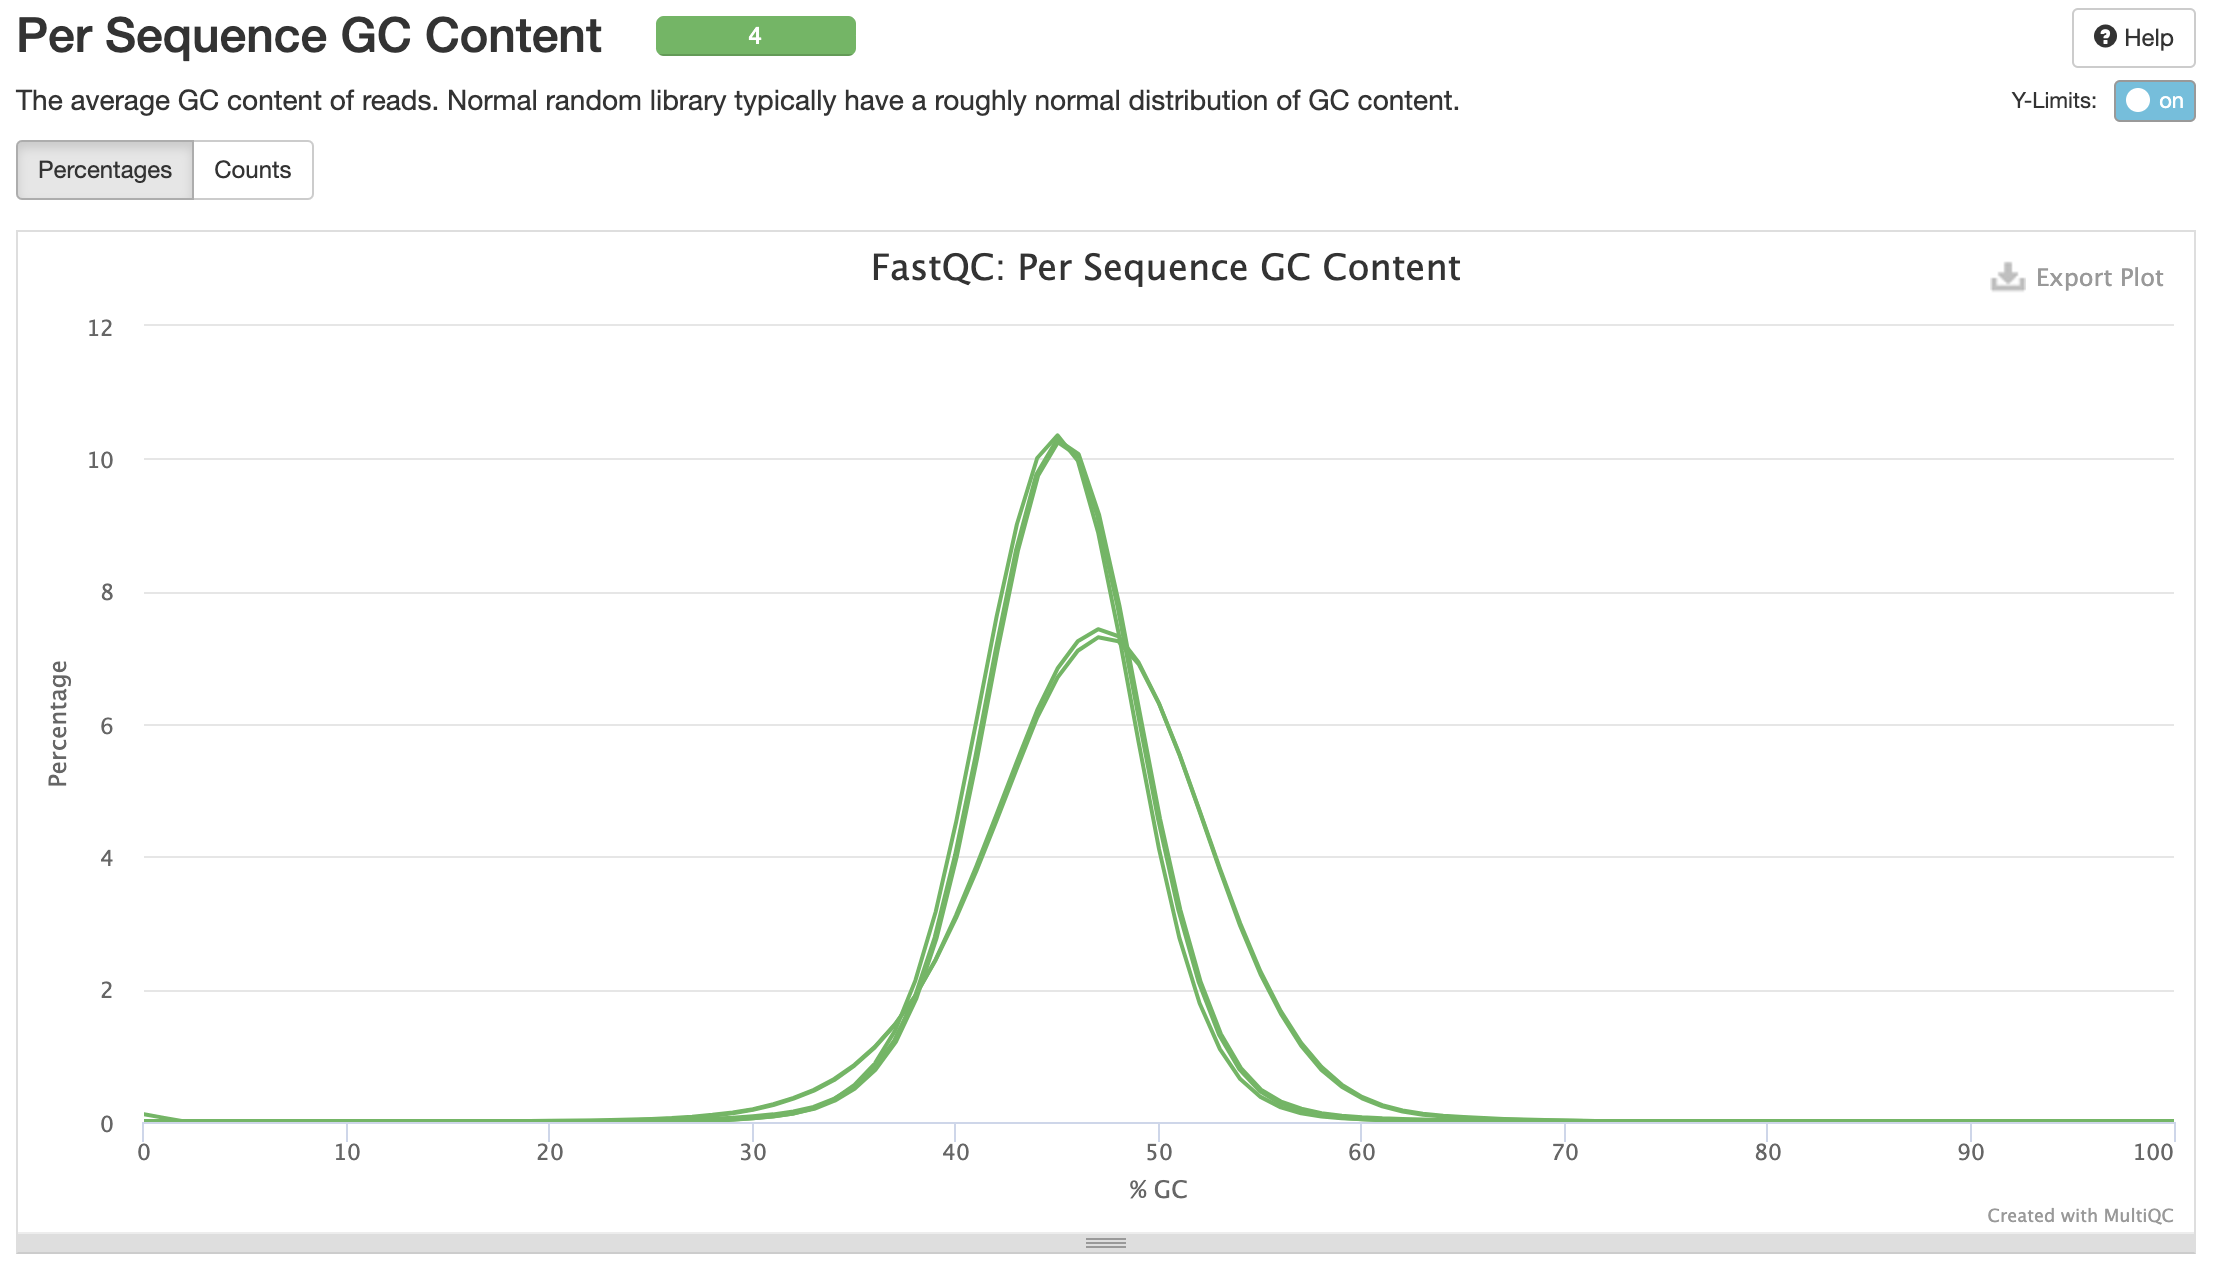 Per Sequence GC Content 4
Help
The average GC content of reads. Normal random library typically have a roughly normal distribution of GC content.
Y-Limits: on
Percentages Counts
FastQC: Per Sequence GC Content
Export Plot
12
10
8
6
4
2
0
Percentage
0 10 20 30 40 50 60 70 80 90 100
% GC
Created with MultiQC